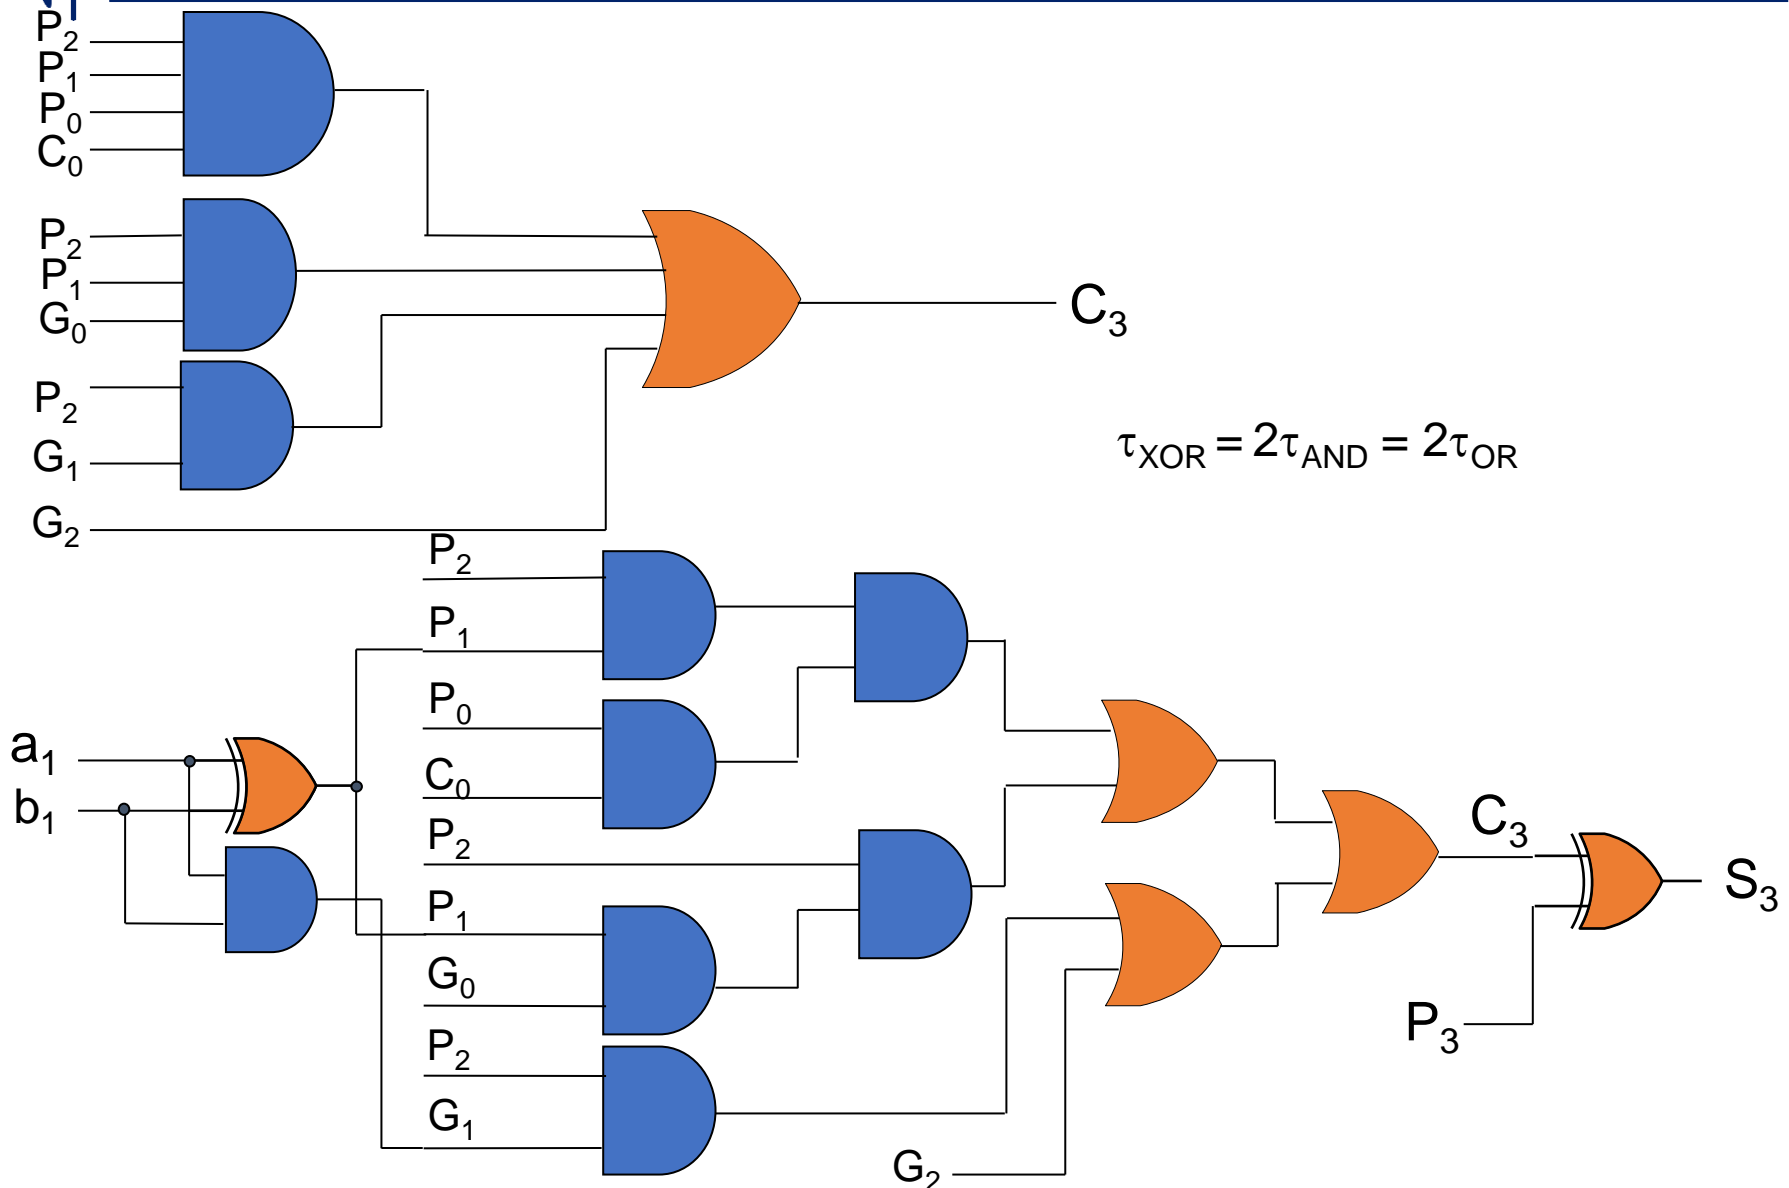 P2
P1
P0
C0
P2
P1
G0
P2
G1
G2
C3
τXOR = 2τAND = 2τOR
P2
P1
P0
C0
P2
P1
G0
P2
G1
G2
a1
b1
C3
P3
S3